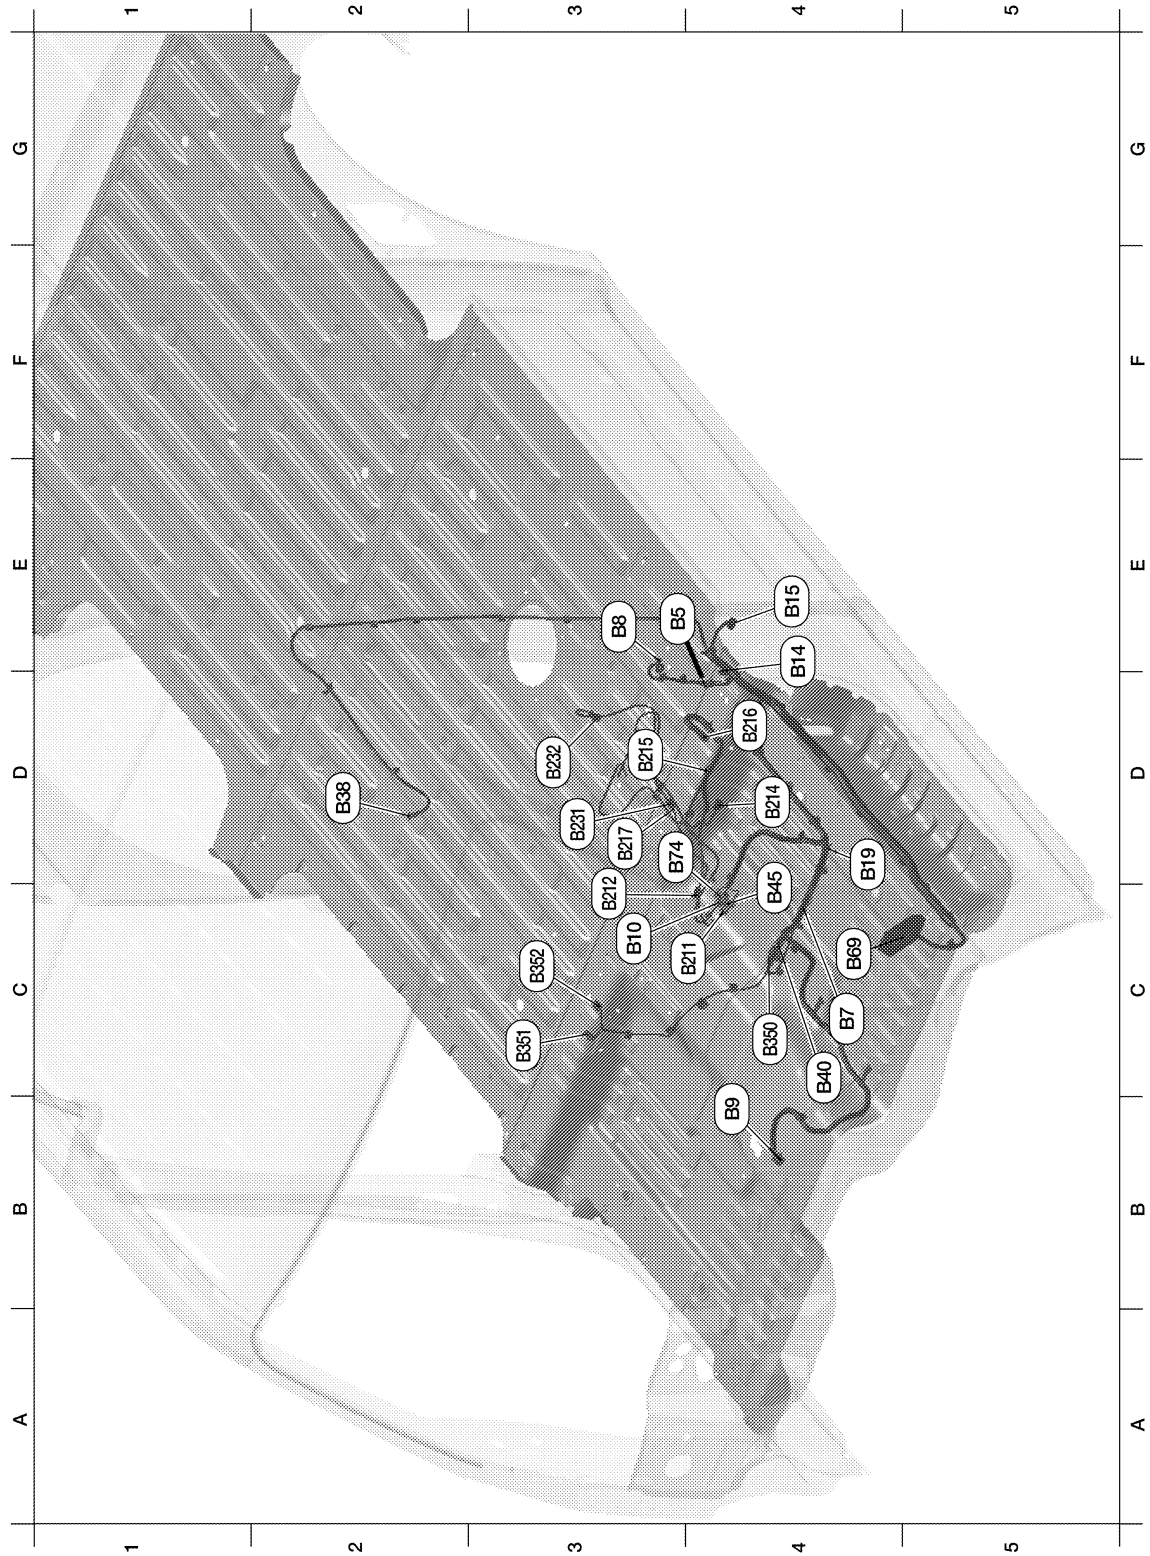 A B C D E F G
1 1
2 2
B38
B351
B352
B232
B231
3 3
B212
B8
B217
B10
B215
B74
B5
B211
B9
B216
B350
B214
B45
B15
B14
4 4
B40
B7
B69
B19
5 5
A B C D E F G